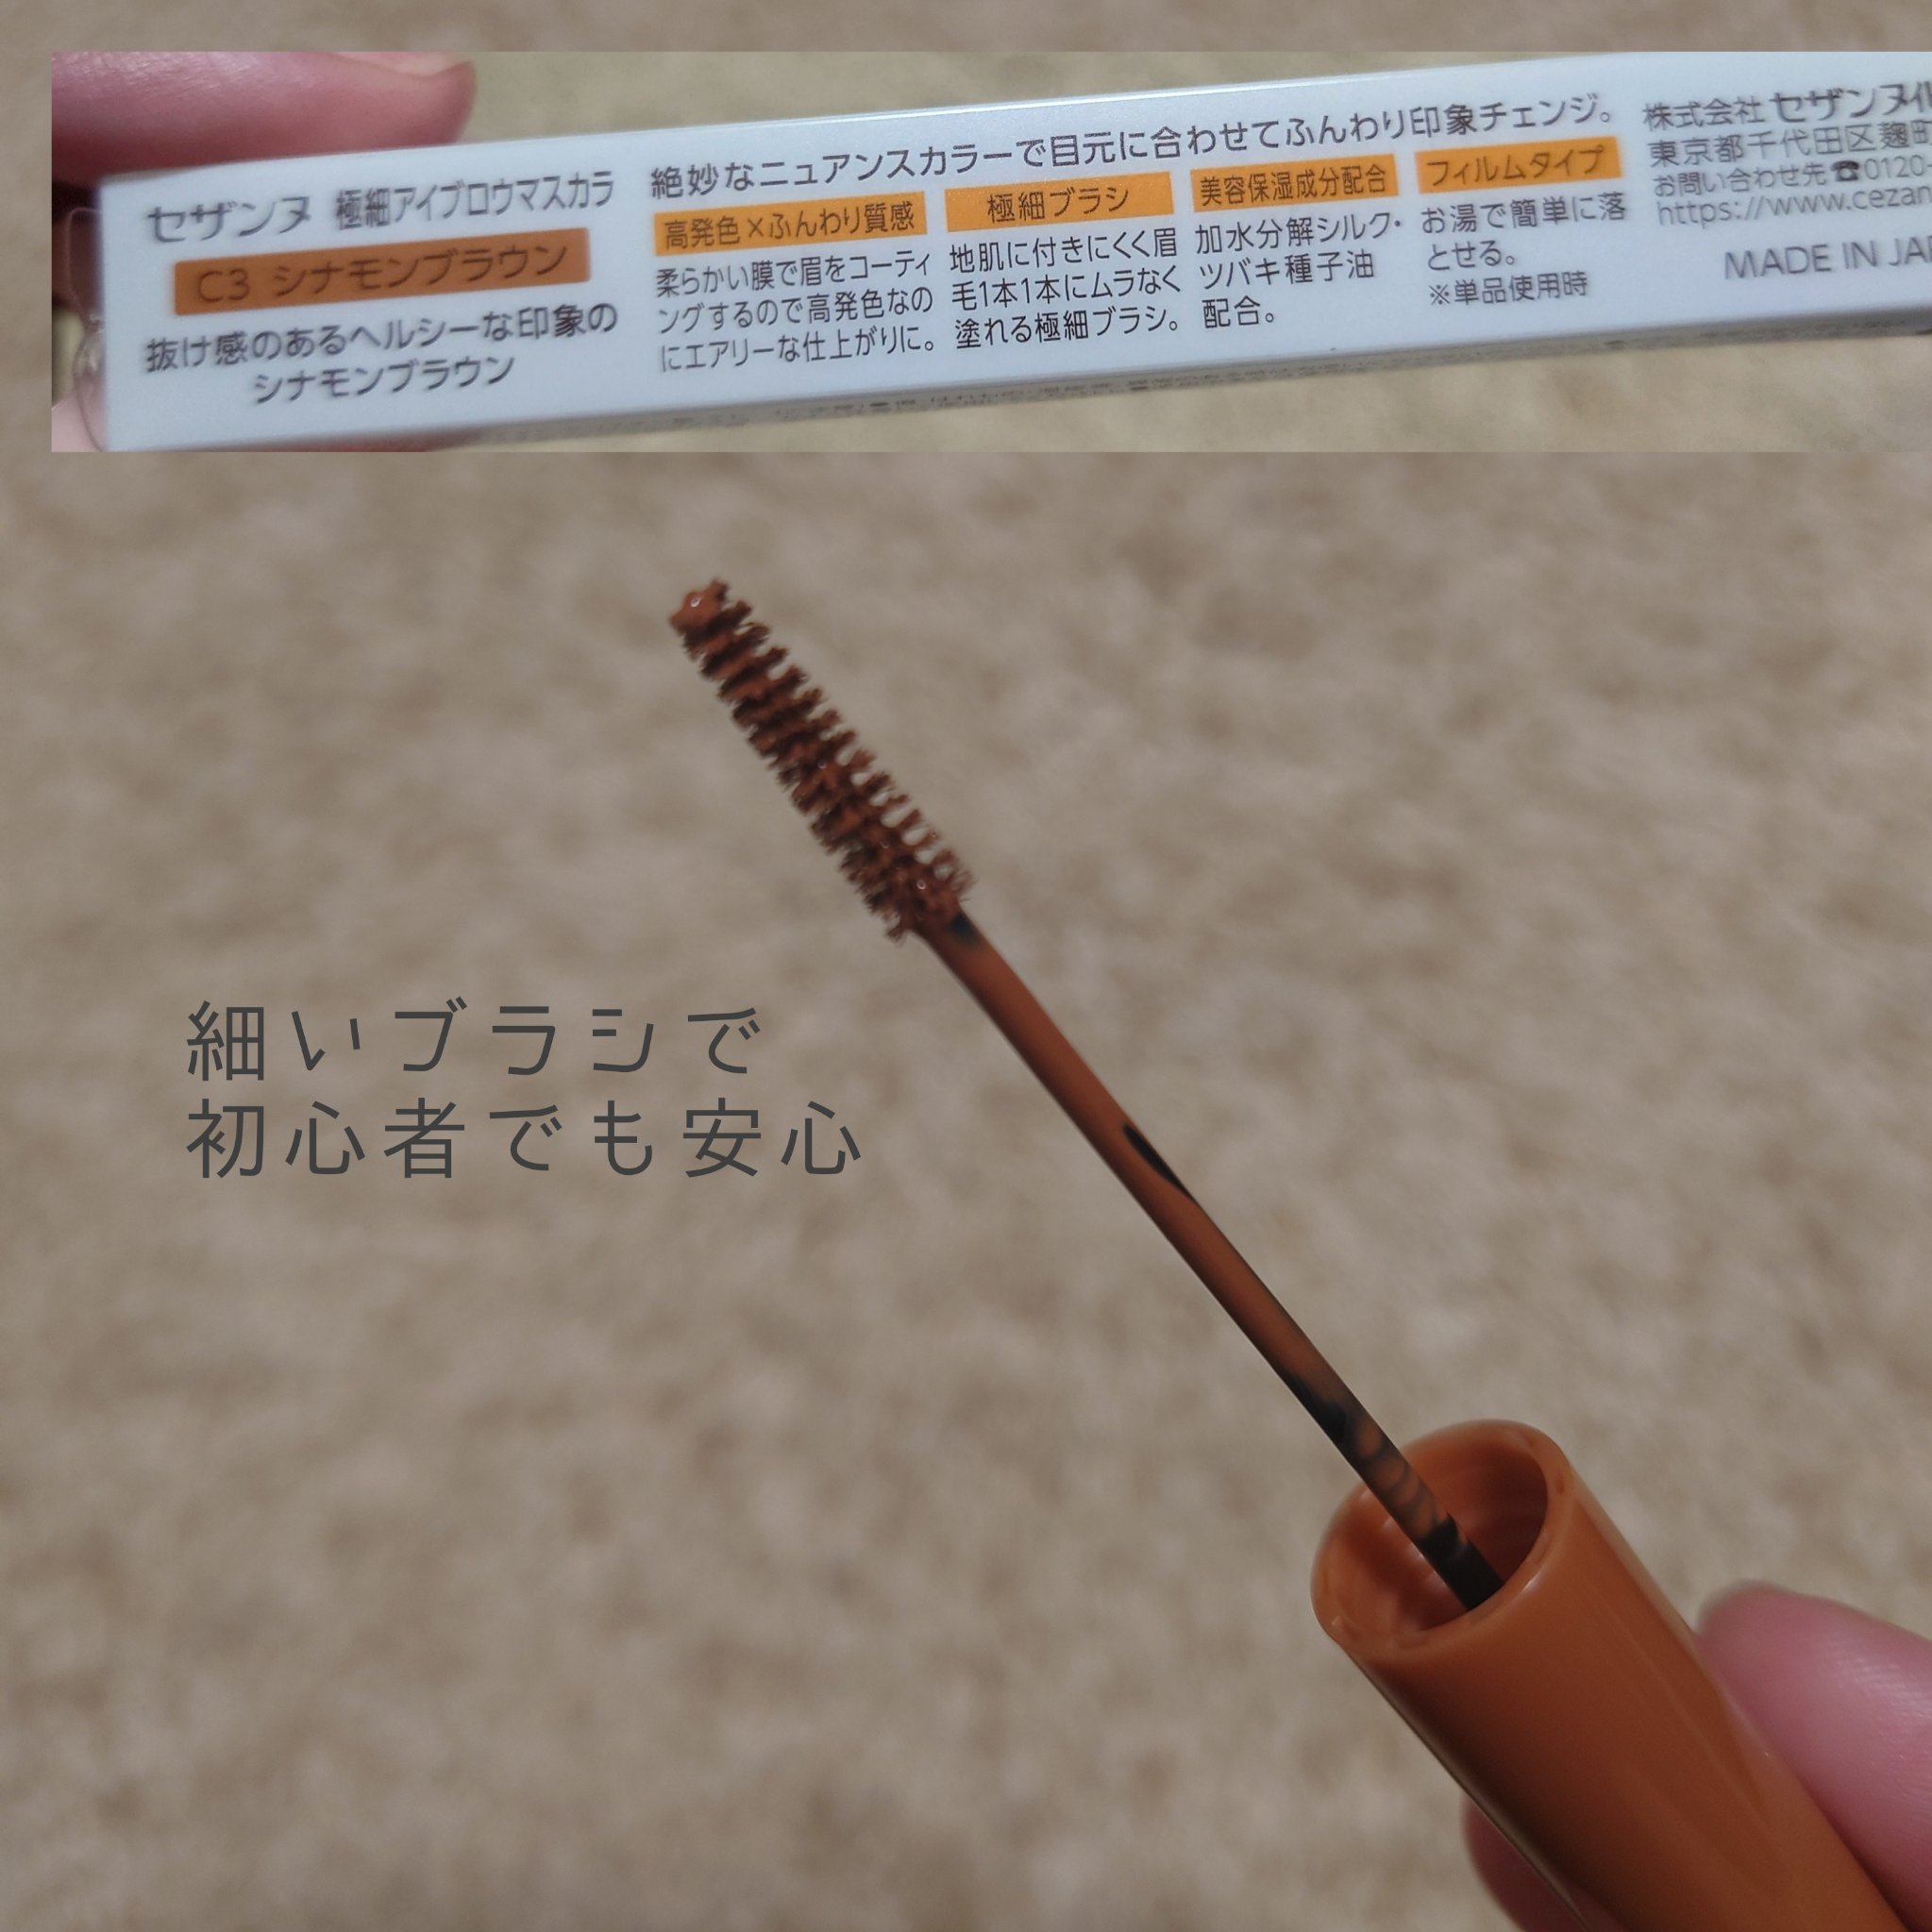 セザンヌ 極細アイブロウマスカラ
C3 シナモンブラウン
抜け感のあるヘルシーな印象の
シナモンブラウン
絶妙なニュアンスカラーで目元に合わせてふんわり印象チェンジ。
高発色×ふんわり質感
柔らかい膜で眉をコーティ
ングするので高発色なの
にエアリーな仕上がりに。
極細ブラシ
地肌に付きにくく眉
毛1本1本にムラなく
塗れる極細ブラシ。
美容保湿成分配合
加水分解シルク・
ツバキ種子油
配合。
フィルムタイプ
お湯で簡単に落
とせる。
※単品使用時
株式会社 セザンヌ化
東京都千代田区麹町
お問い合わせ先☎0120
https://www.cezan
MADE IN JA
細いブラシで
初心者でも安心